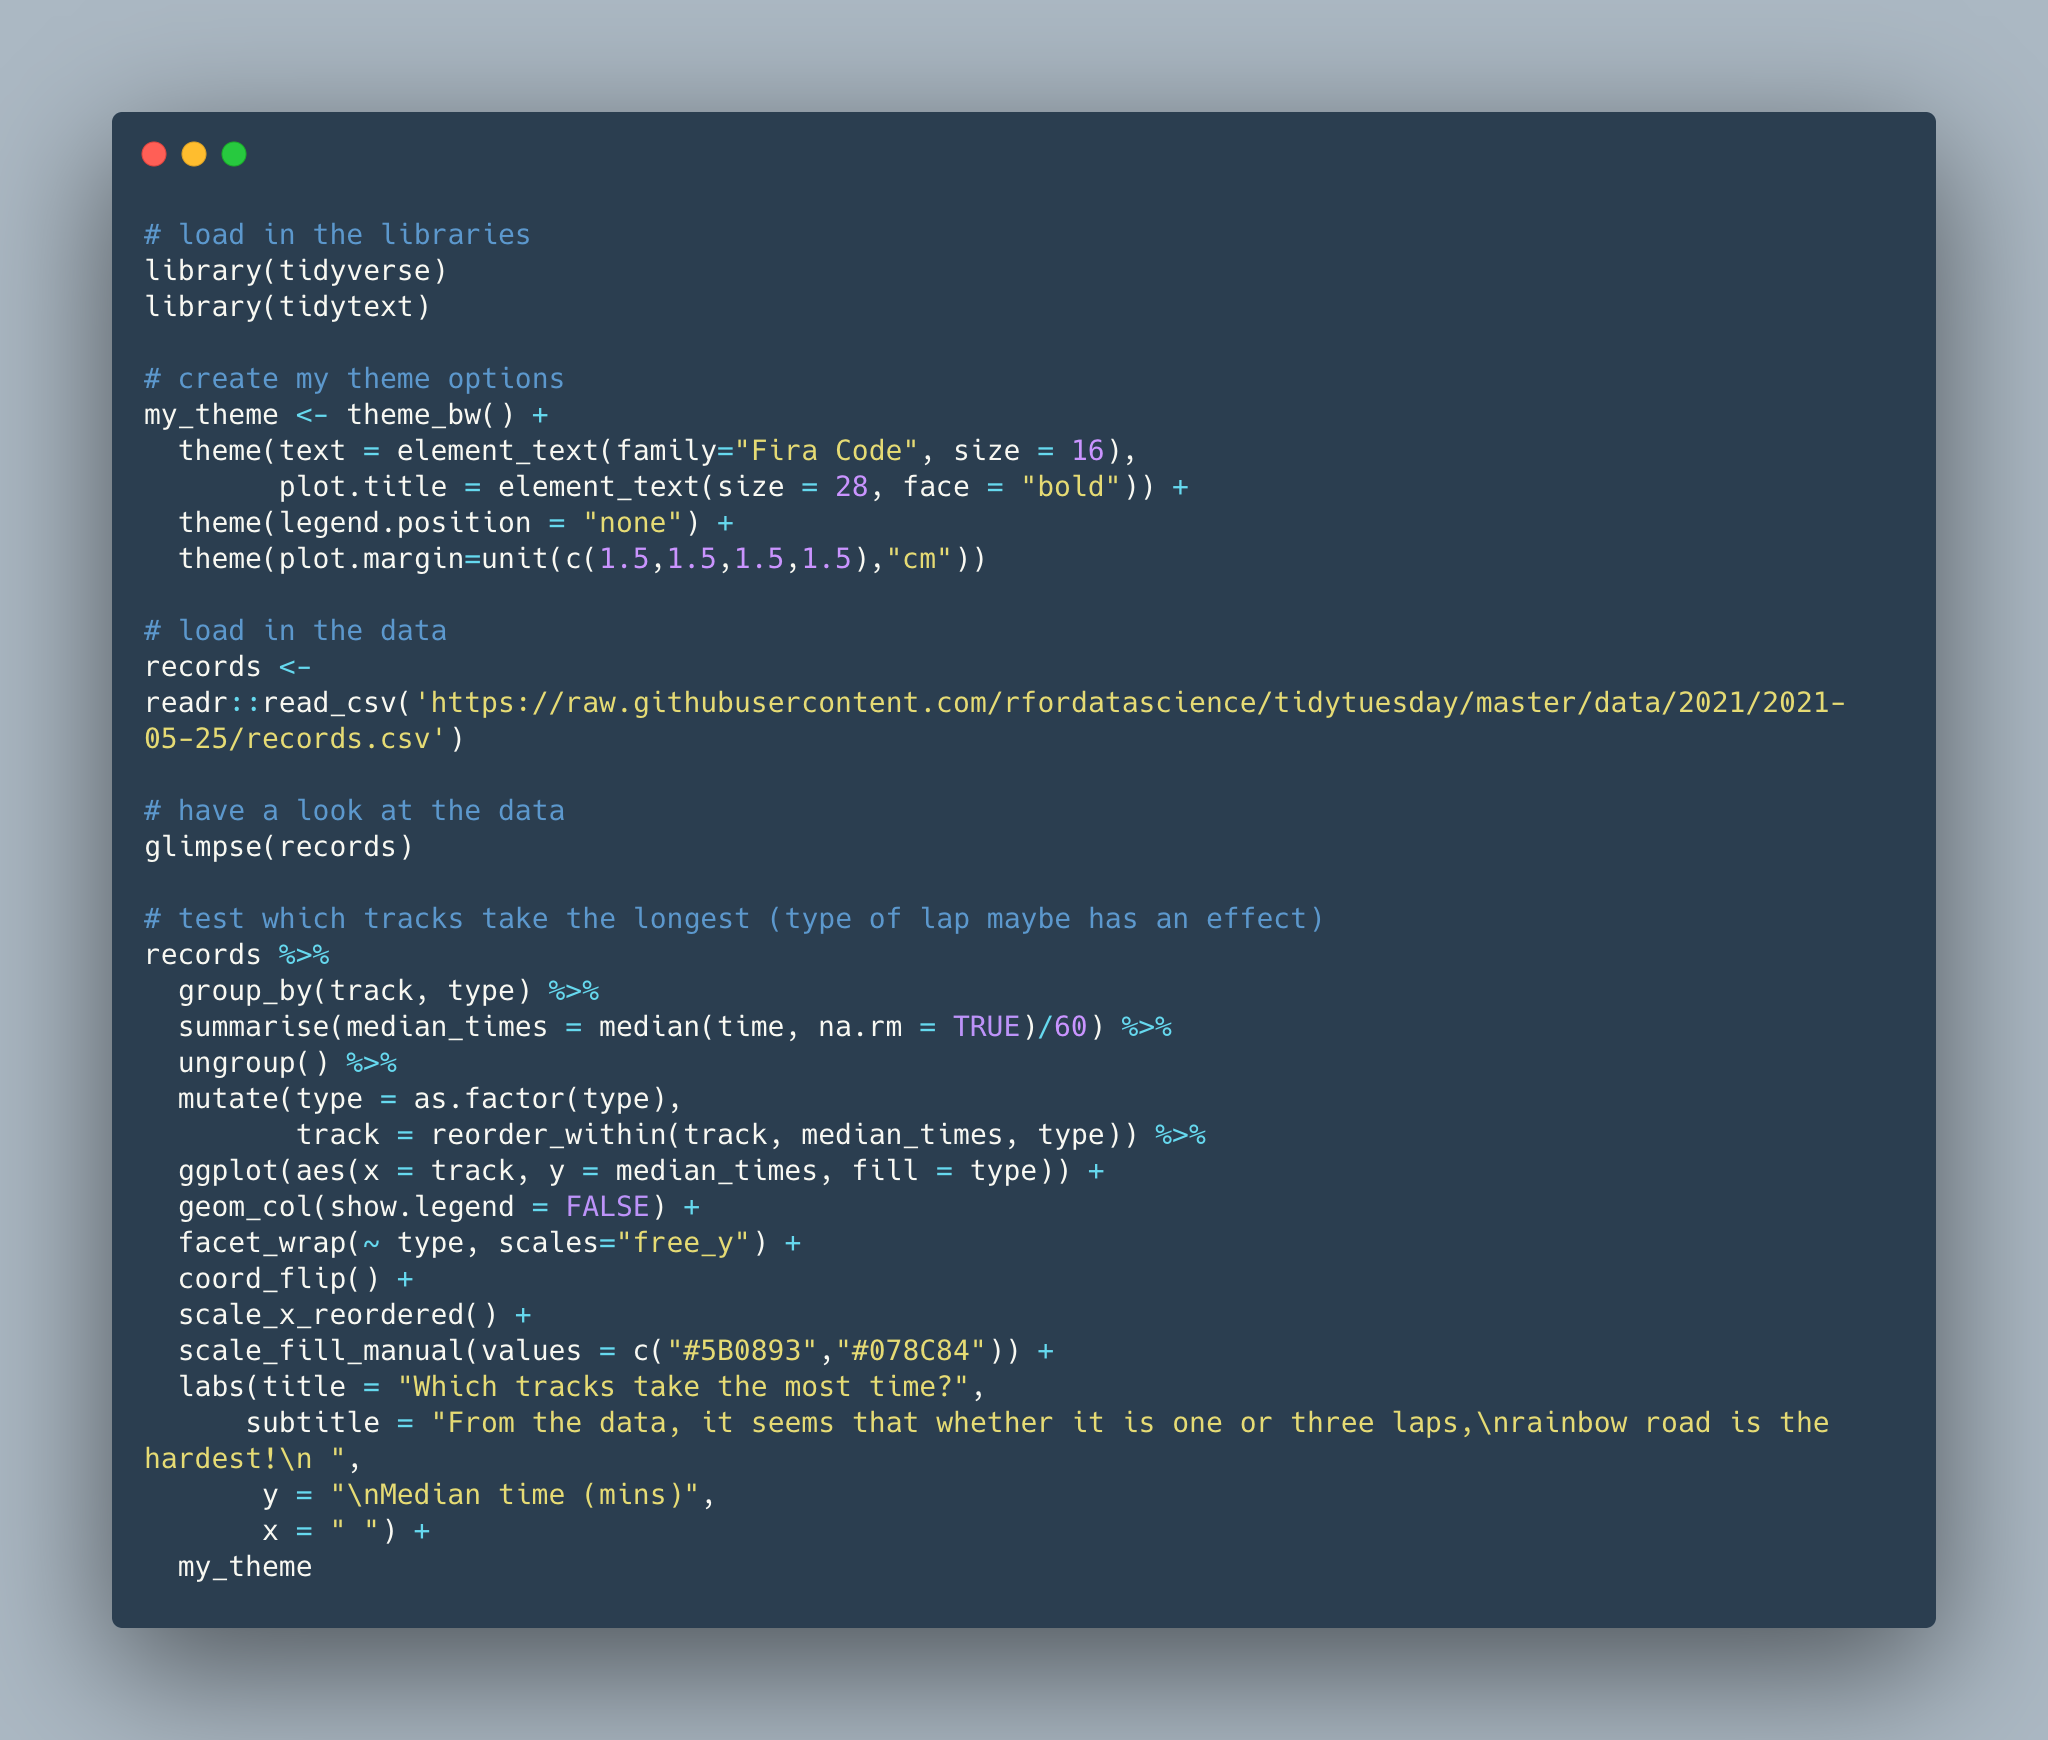 # load in the libraries
library(tidyverse)
library(tidytext)

# create my theme options
my_theme <- theme_bw() +
  theme(text = element_text(family="Fira Code", size = 16),
        plot.title = element_text(size = 28, face = "bold")) +
  theme(legend.position = "none") +
  theme(plot.margin=unit(c(1.5,1.5,1.5,1.5),"cm"))

# load in the data
records <-
readr::read_csv('https://raw.githubusercontent.com/rfordatascience/tidytuesday/master/data/2021/2021-
05-25/records.csv')

# have a look at the data
glimpse(records)

# test which tracks take the longest (type of lap maybe has an effect)
records %>%
  group_by(track, type) %>%
  summarise(median_times = median(time, na.rm = TRUE)/60) %>%
  ungroup() %>%
  mutate(type = as.factor(type),
         track = reorder_within(track, median_times, type)) %>%
  ggplot(aes(x = track, y = median_times, fill = type)) +
  geom_col(show.legend = FALSE) +
  facet_wrap(~ type, scales="free_y") +
  coord_flip() +
  scale_x_reordered() +
  scale_fill_manual(values = c("#5B0893","#078C84")) +
  labs(title = "Which tracks take the most time?",
      subtitle = "From the data, it seems that whether it is one or three laps,\nrainbow road is the
hardest!\n ",
       y = "\nMedian time (mins)",
       x = " ") +
  my_theme